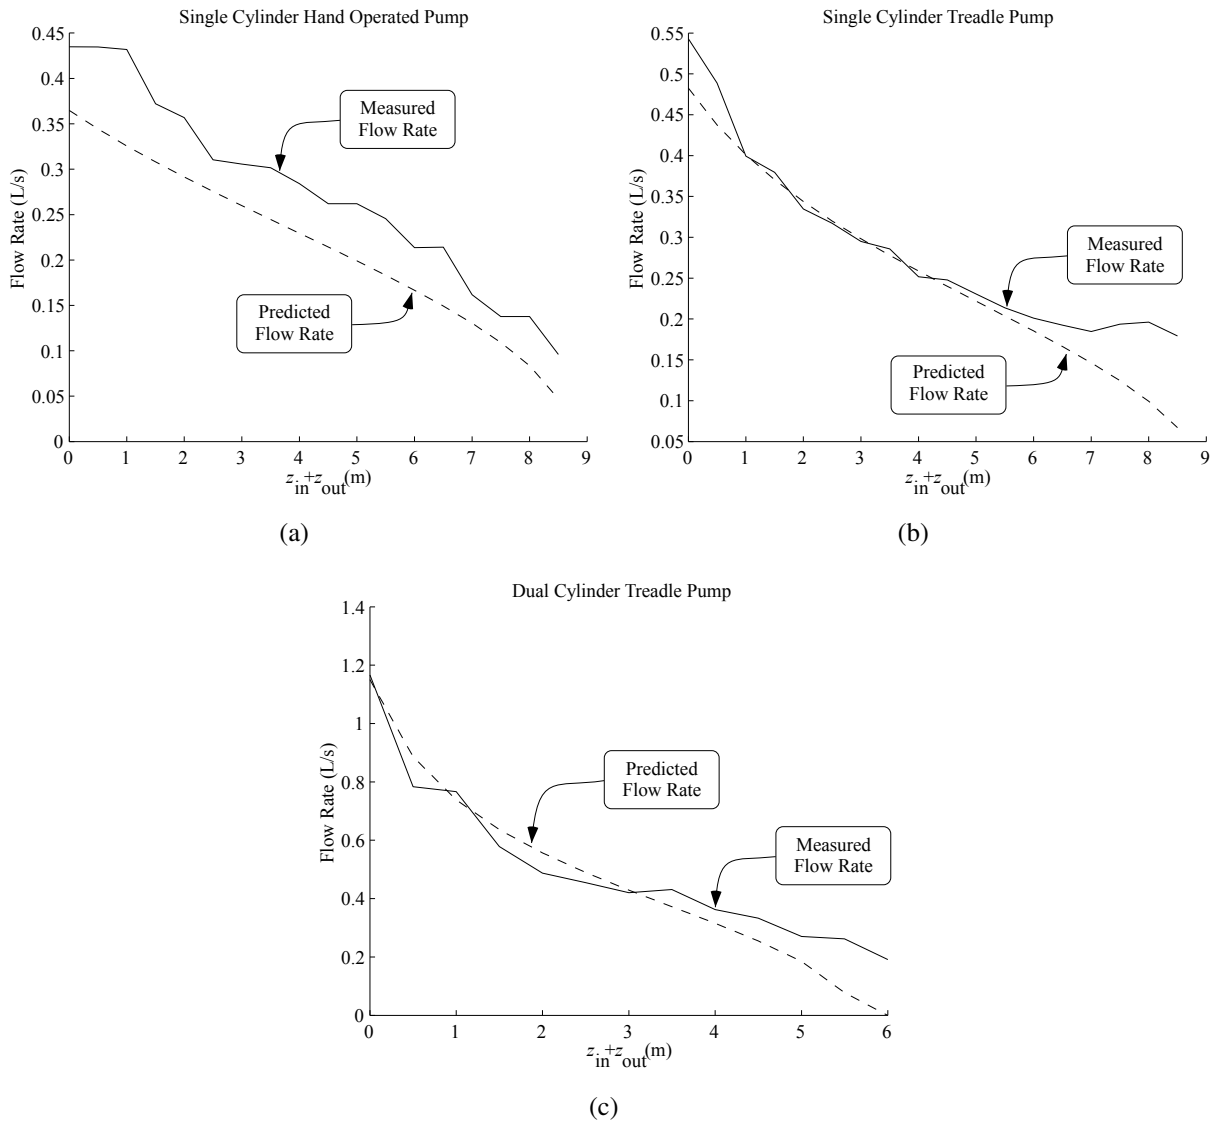 Single Cylinder Hand Operated Pump
0.45
0.4
0.35
0.3
0.25
0.2
0.15
0.1
0.05
0
Flow Rate (L/s)
Measured
Flow Rate
Predicted
Flow Rate
0 1 2 3 4 5 6 7 8 9
z_in+z_out(m)
(a)
Single Cylinder Treadle Pump
0.55
0.5
0.45
0.4
0.35
0.3
0.25
0.2
0.15
0.1
0.05
Flow Rate (L/s)
Measured
Flow Rate
Predicted
Flow Rate
0 1 2 3 4 5 6 7 8 9
z_in+z_out(m)
(b)
Dual Cylinder Treadle Pump
1.4
1.2
1
0.8
0.6
0.4
0.2
0
Flow Rate (L/s)
Predicted
Flow Rate
Measured
Flow Rate
0 1 2 3 4 5 6
z_in+z_out(m)
(c)